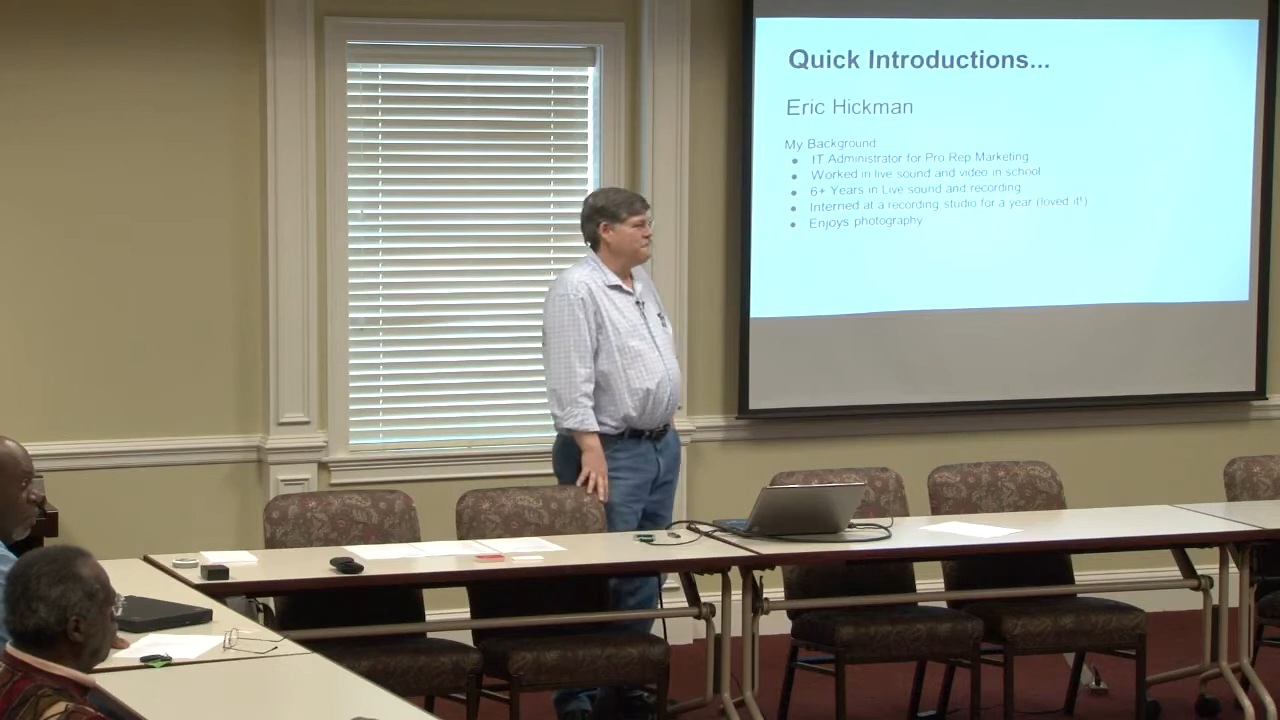 Quick Introductions...
Eric Hickman
My Background
● IT Administrator for Pro Rep Marketing
● Worked in live sound and video in school
● 6+ Years in Live sound and recording
● Interned at a recording studio for a year (loved it!)
● Enjoys photography